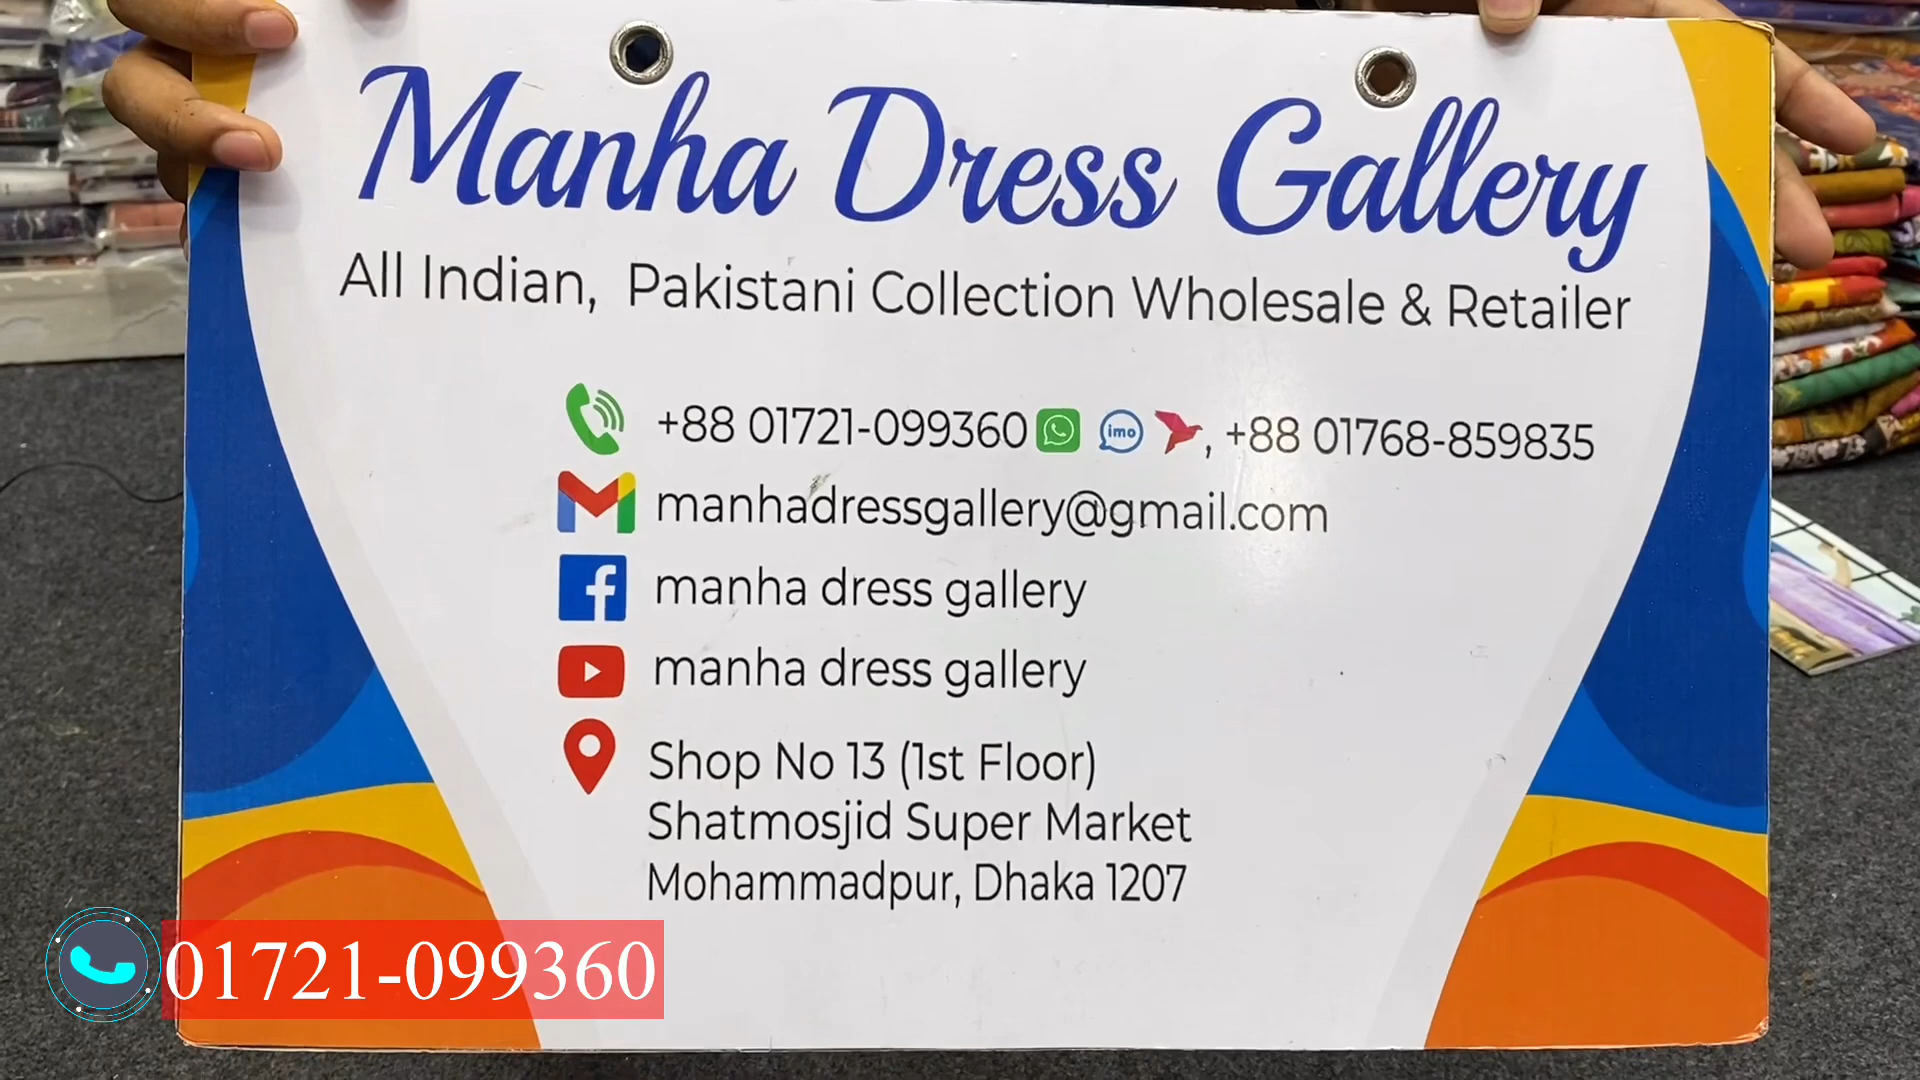 Manha Dress Gallery
All Indian, Pakistani Collection Wholesale & Retailer
+88 01721-099360 imo, +88 01768-859835
manhadressgallery@gmail.com
f manha dress gallery
manha dress gallery
Shop No 13 (1st Floor)
Shatmosjid Super Market
Mohammadpur, Dhaka 1207
01721-099360